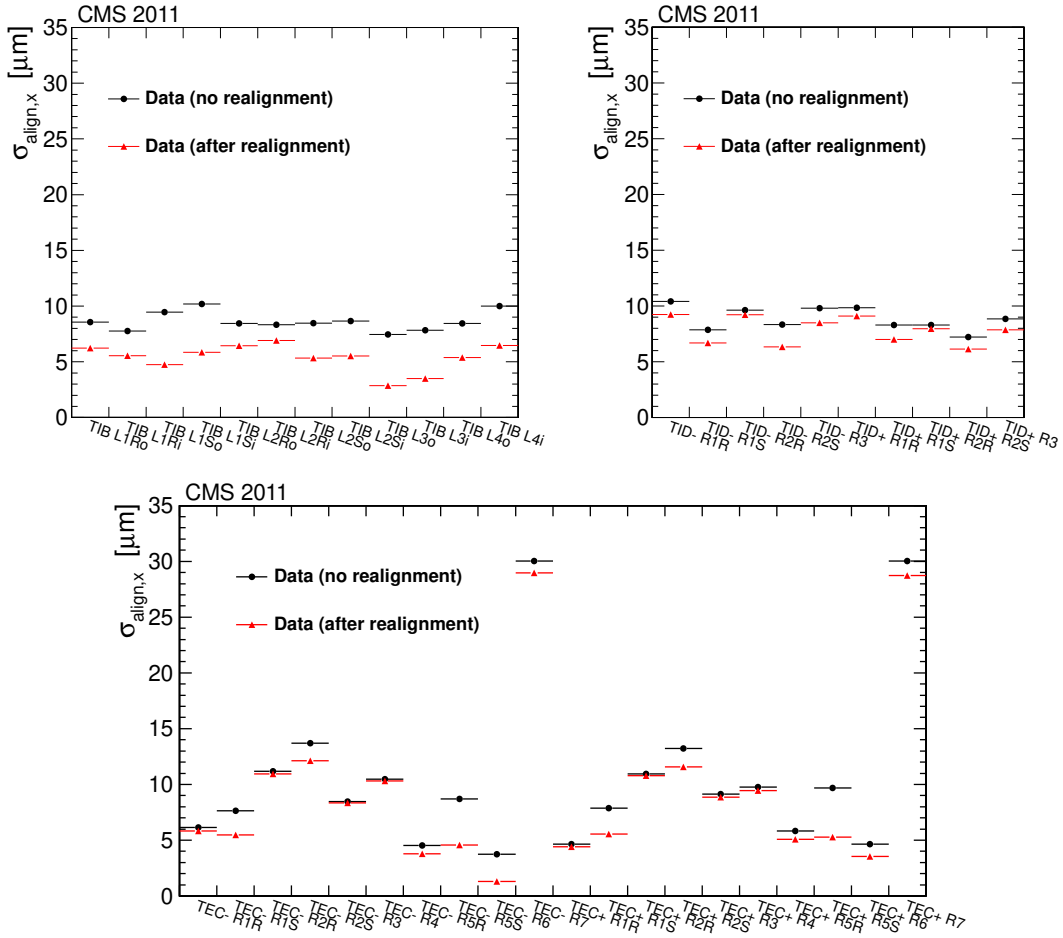 CMS 2011
σalign,x [μm]
Data (no realignment)
Data (after realignment)
35
30
25
20
15
10
5
0
TIB L1Ro
TIB L1Ri
TIB L1So
TIB L1Si
TIB L2Ro
TIB L2Ri
TIB L2So
TIB L2Si
TIB L3o
TIB L3i
TIB L4o
TIB L4i
CMS 2011
σalign,x [μm]
Data (no realignment)
Data (after realignment)
35
30
25
20
15
10
5
0
TID- R1R
TID- R1S
TID- R2R
TID- R2S
TID- R3
TID+ R1R
TID+ R1S
TID+ R2R
TID+ R2S
TID+ R3
CMS 2011
σalign,x [μm]
Data (no realignment)
Data (after realignment)
35
30
25
20
15
10
5
0
TEC- R1R
TEC- R1S
TEC- R2R
TEC- R2S
TEC- R3
TEC- R4
TEC- R5R
TEC- R5S
TEC- R6
TEC- R7
TEC+ R1R
TEC+ R1S
TEC+ R2R
TEC+ R2S
TEC+ R3
TEC+ R4
TEC+ R5R
TEC+ R5S
TEC+ R6
TEC+ R7